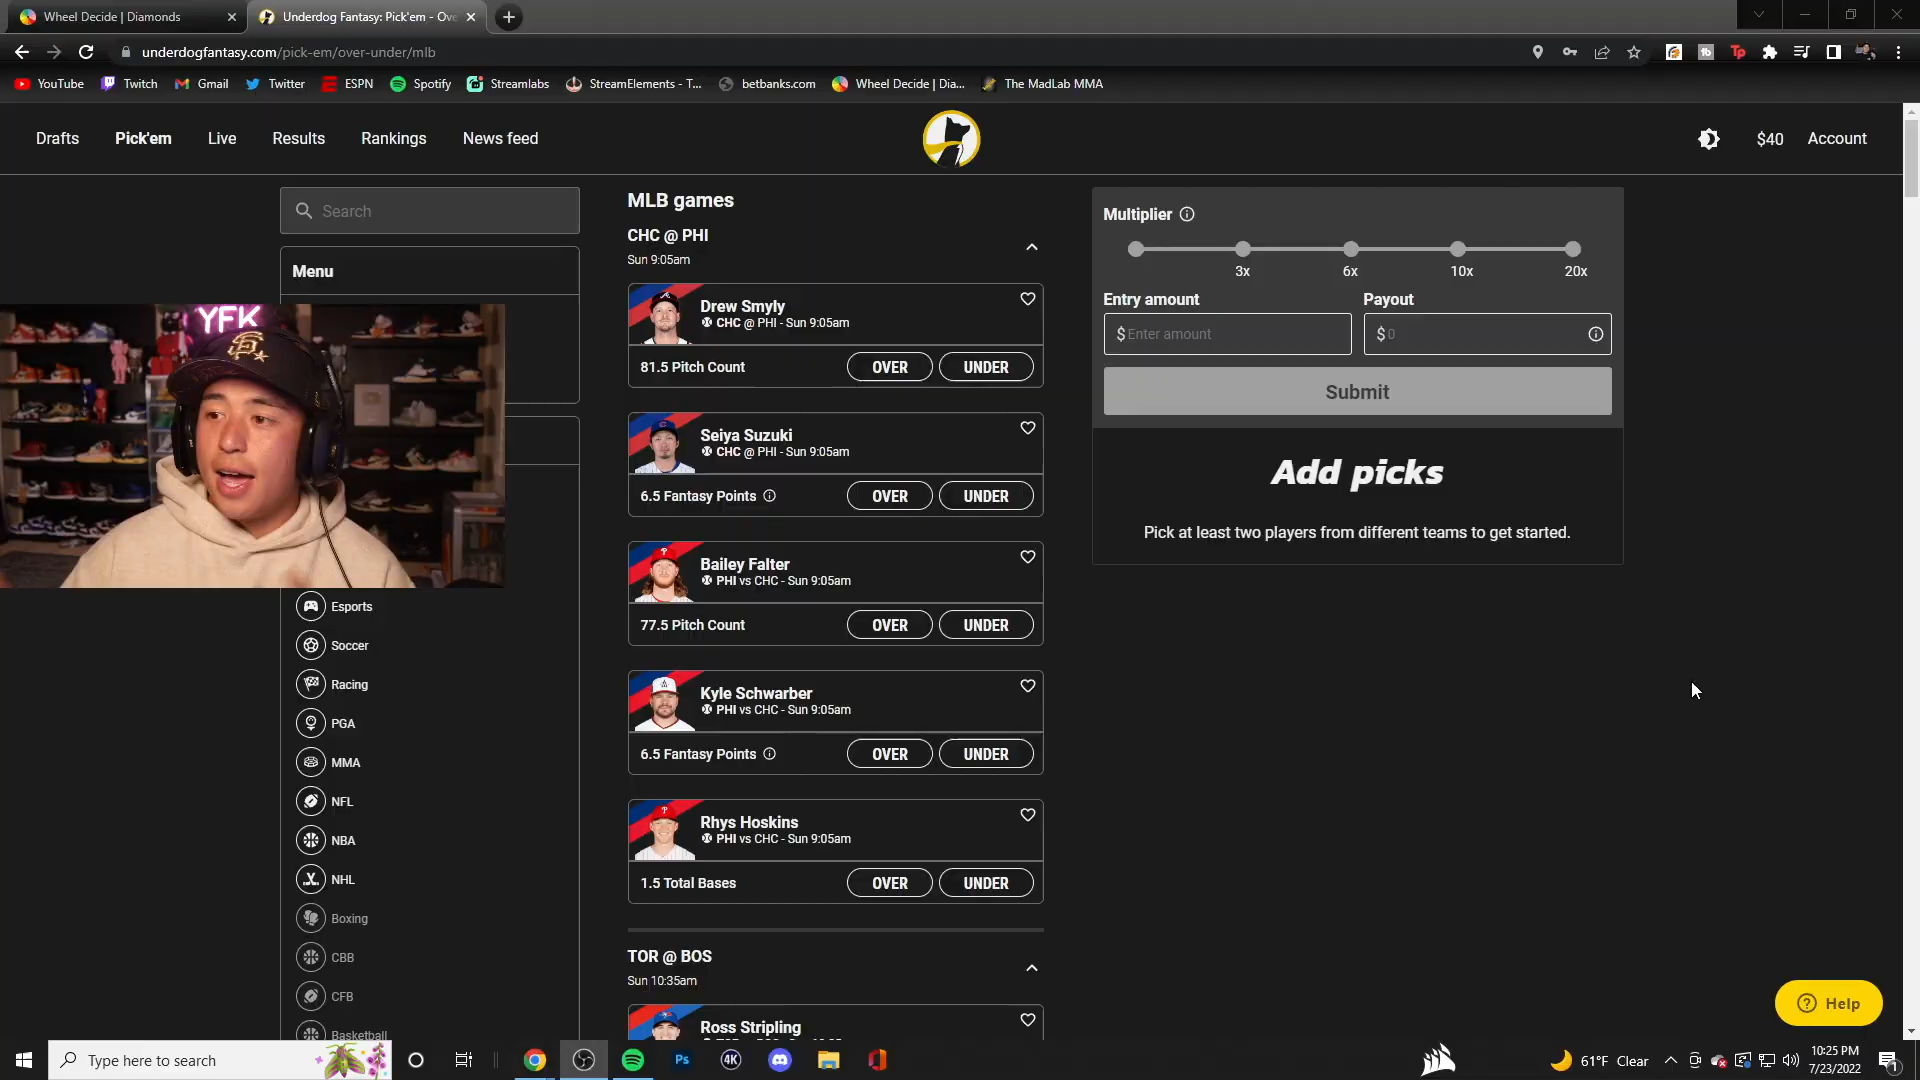 Wheel Decide | Diamonds
Underdog Fantasy: Pick'em - Ove
underdogfantasy.com/pick-em/over-under/mlb
YouTube
Twitch
Gmail
Twitter
ESPN
Spotify
Streamlabs
StreamElements - T...
betbanks.com
Wheel Decide | Dia...
The MadLab MMA
Drafts
Pick'em
Live
Results
Rankings
News feed
$40
Account
Search
Menu
YFK
SF
Esports
Soccer
Racing
PGA
MMA
NFL
NBA
NHL
Boxing
CBB
CFB
Basketball
MLB games
CHC @ PHI
Sun 9:05am
Drew Smyly
CHC @ PHI - Sun 9:05am
81.5 Pitch Count OVER UNDER
Seiya Suzuki
CHC @ PHI - Sun 9:05am
6.5 Fantasy Points OVER UNDER
Bailey Falter
PHI vs CHC - Sun 9:05am
77.5 Pitch Count OVER UNDER
Kyle Schwarber
PHI vs CHC - Sun 9:05am
6.5 Fantasy Points OVER UNDER
Rhys Hoskins
PHI vs CHC - Sun 9:05am
1.5 Total Bases OVER UNDER
TOR @ BOS
Sun 10:35am
Ross Stripling
Multiplier
3x 6x 10x 20x
Entry amount Payout
$ Enter amount $ 0
Submit
Add picks
Pick at least two players from different teams to get started.
Help
Type here to search
Ps
4K
61°F Clear
10:25 PM
7/23/2022
1